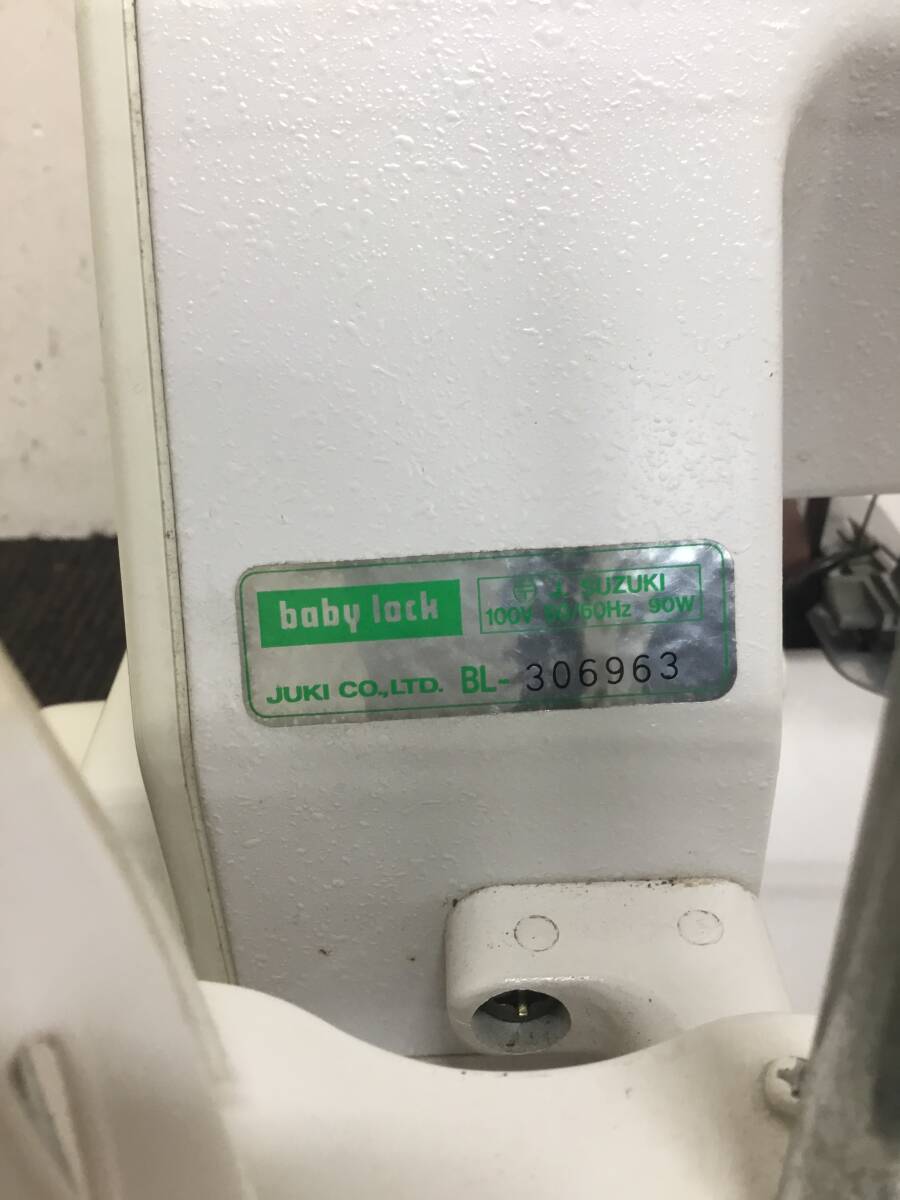 baby lock
SUZUKI
100V 50/60Hz 90W
JUKI CO.,LTD. BL-306963